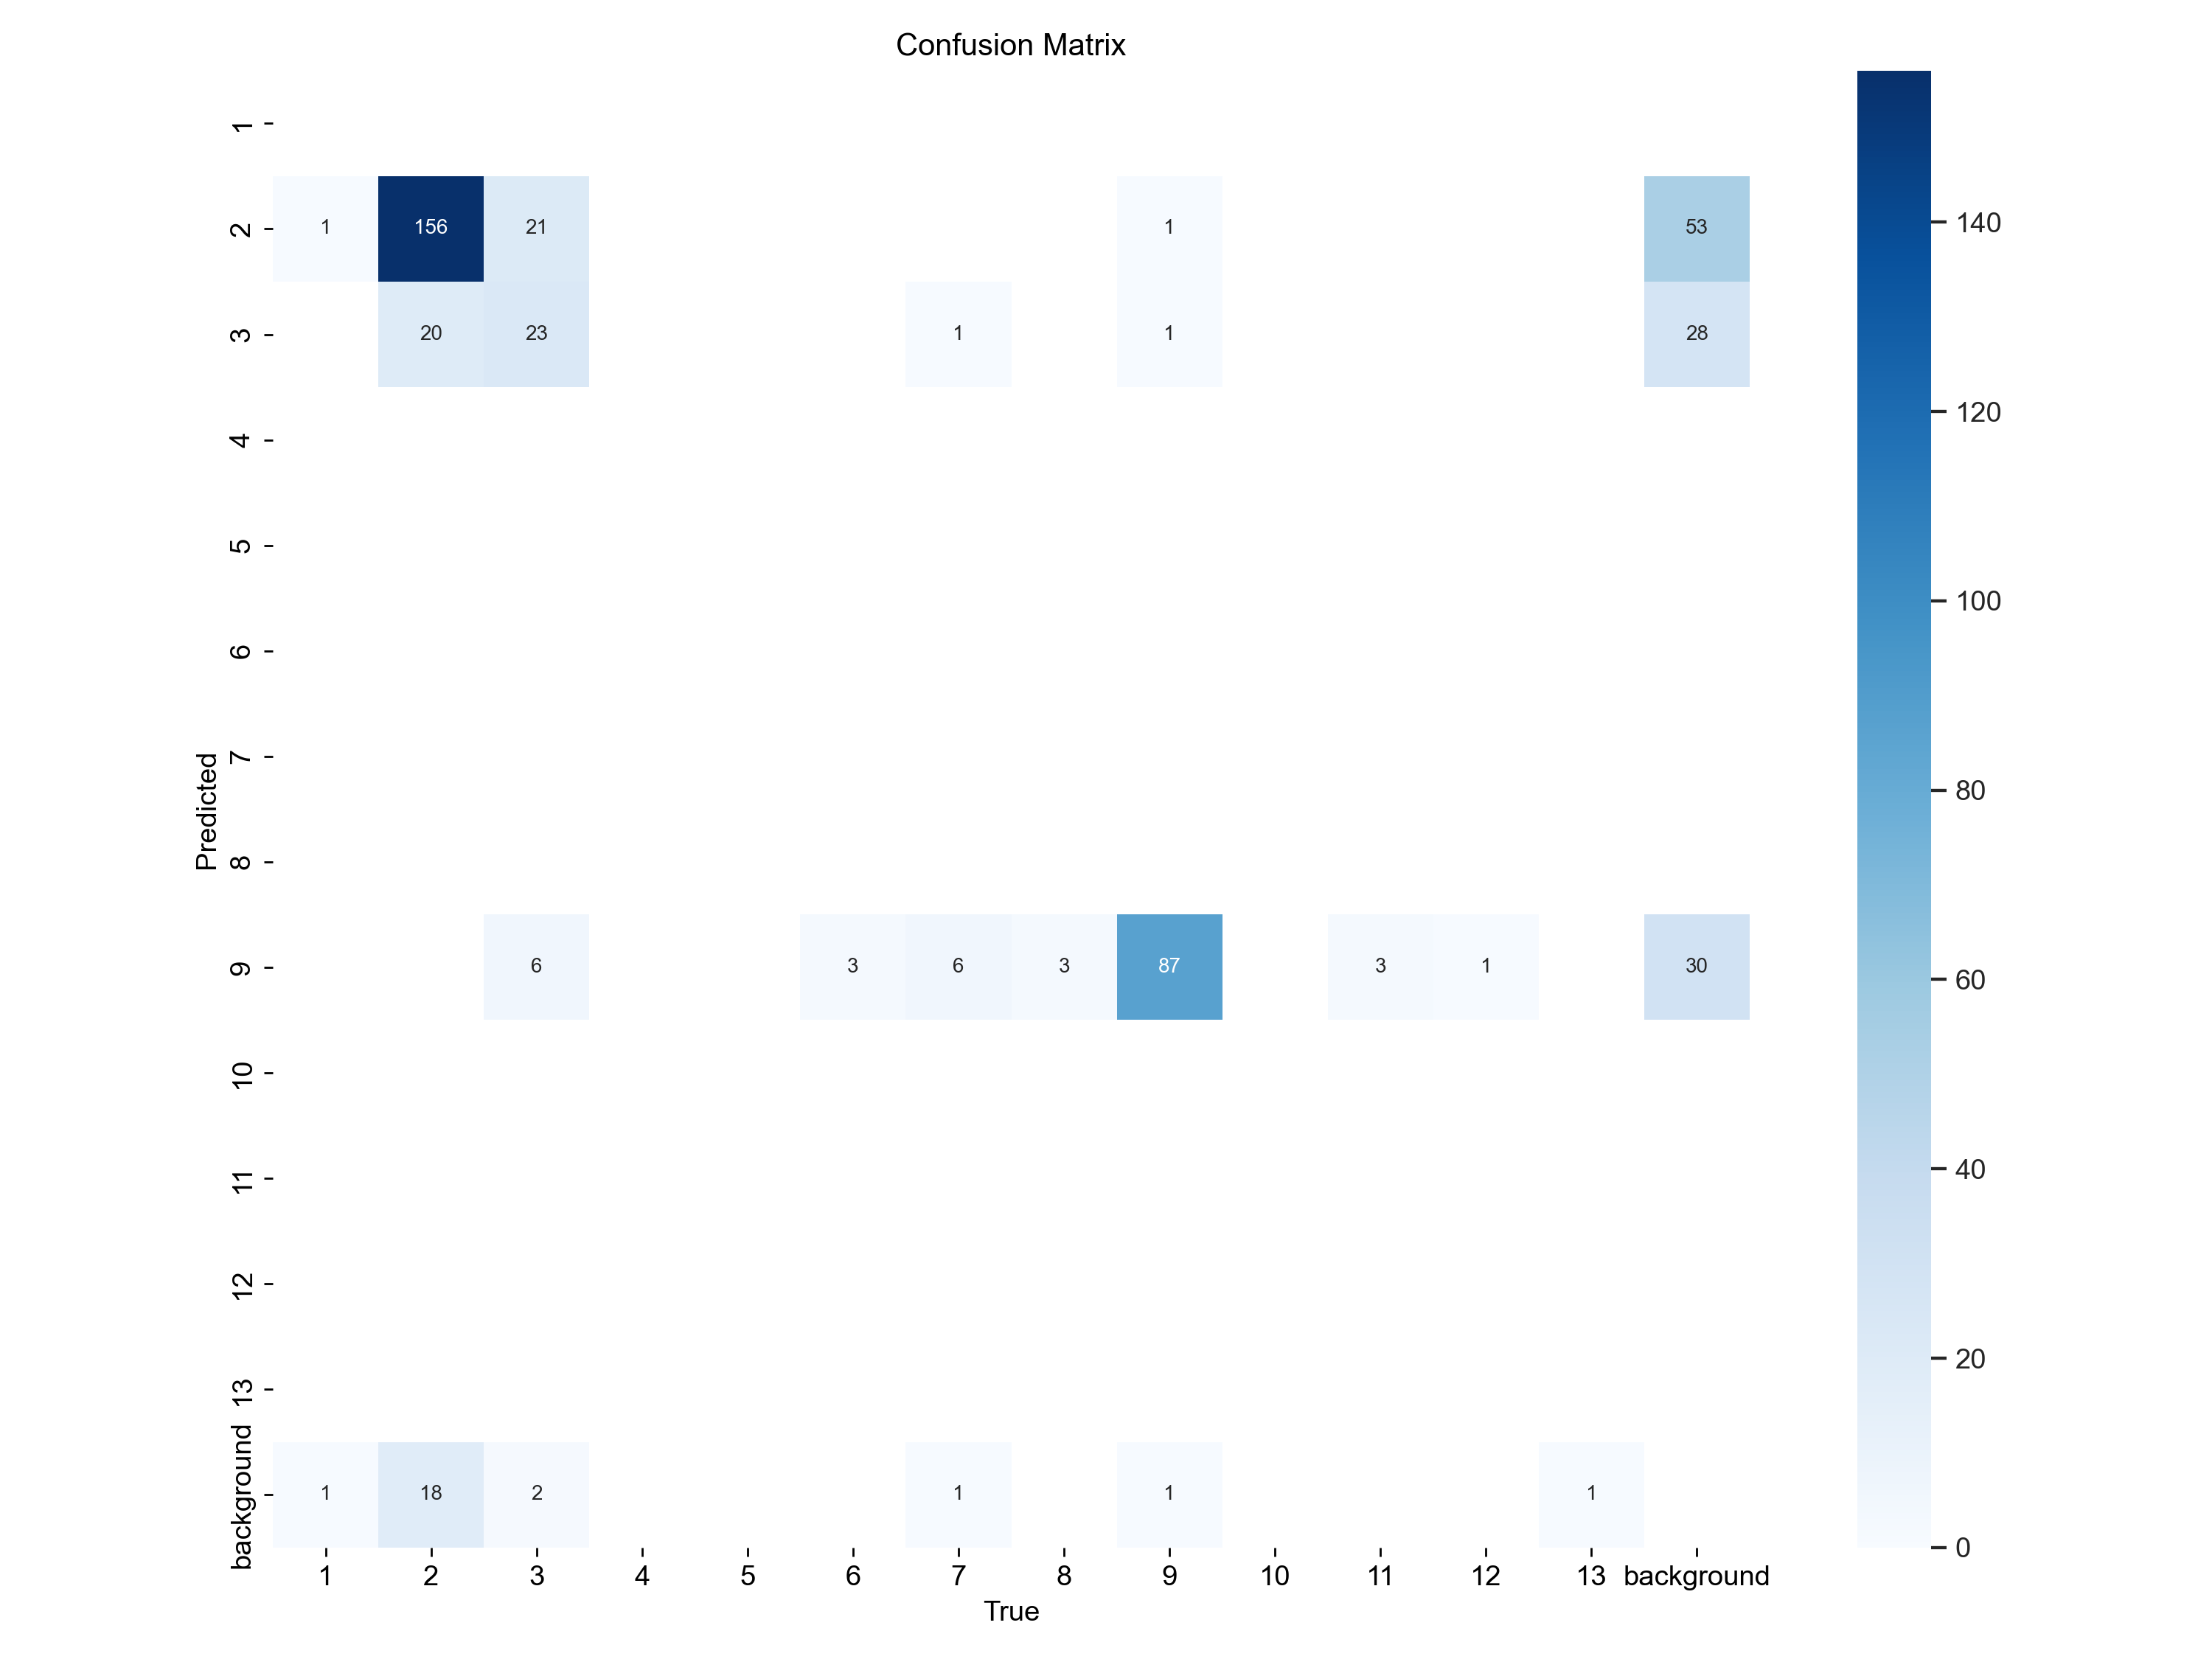 Confusion Matrix
1
2
1 156 21 1 53
3
20 23 1 1 28
4
5
6
7
8
9
6 3 6 3 87 3 1 30
10
11
12
13
background
1 18 2 1 1 1
1 2 3 4 5 6 7 8 9 10 11 12 13 background
True
Predicted
140
120
100
80
60
40
20
0